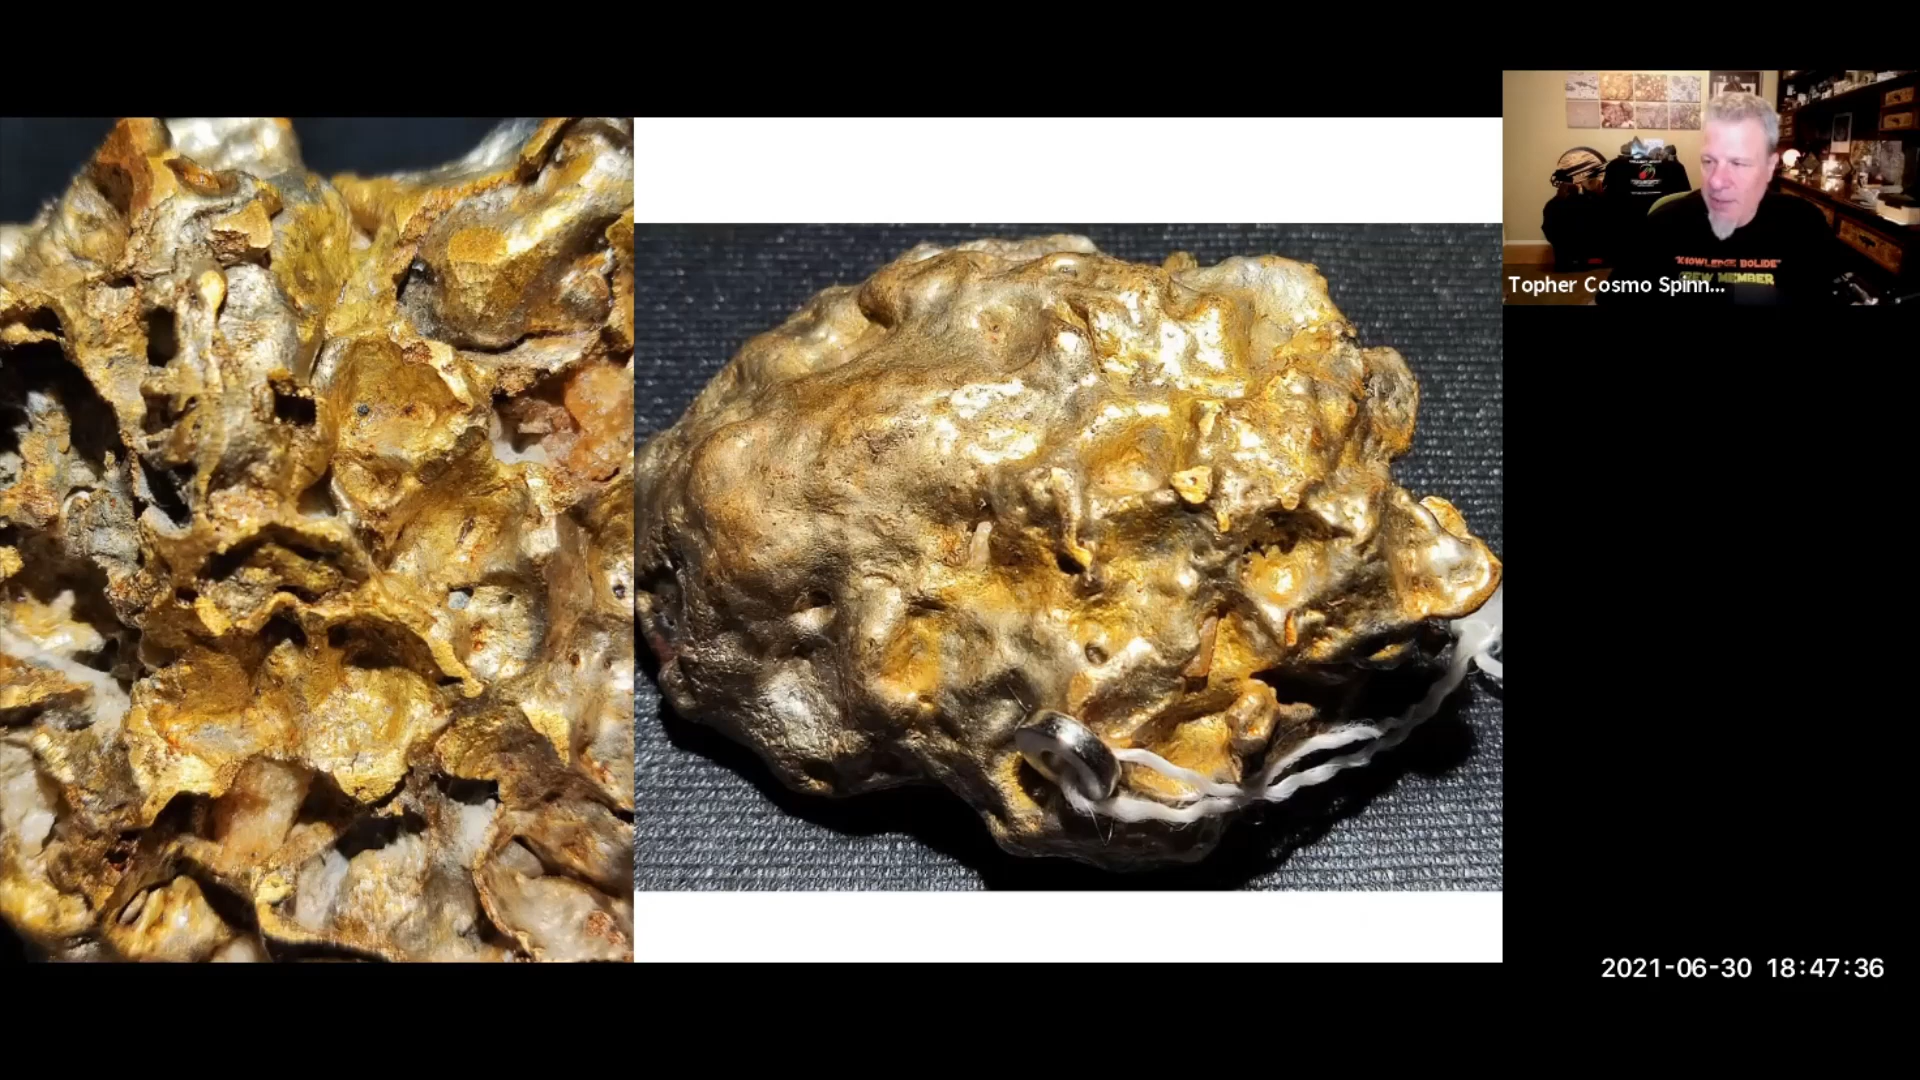 "KNOWLEDGE BOLIDE"
CREW MEMBER
Topher Cosmo Spinn...
2021-06-30 18:47:36